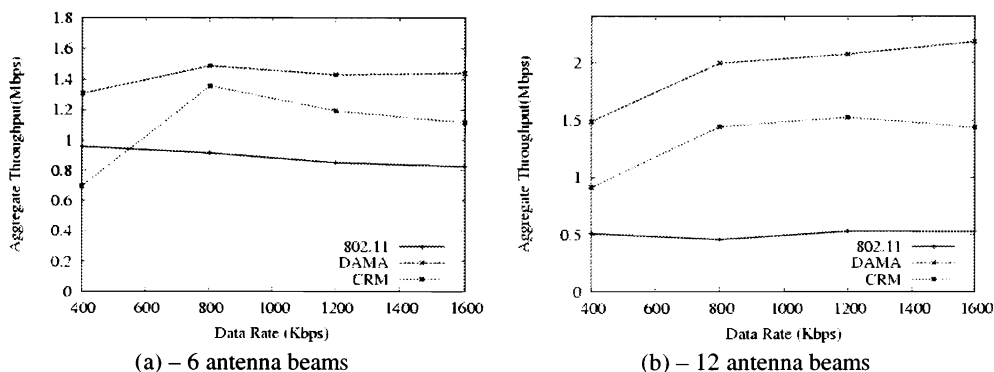 1.8
1.6
1.4
1.2
1
0.8
0.6
0.4
0.2
0
Aggregate Throughput(Mbps)
802.11
DAMA
CRM
400 600 800 1000 1200 1400 1600
Data Rate (Kbps)
(a) – 6 antenna beams
2
1.5
1
0.5
0
Aggregate Throughput(Mbps)
802.11
DAMA
CRM
400 600 800 1000 1200 1400 1600
Data Rate (Kbps)
(b) – 12 antenna beams